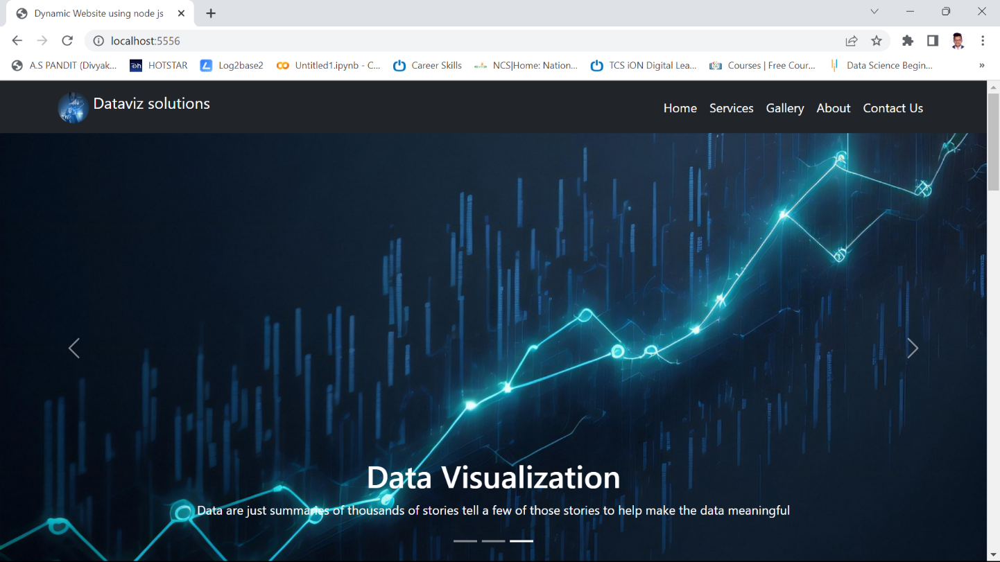 Dynamic Website using node js
localhost:5556
A.S PANDIT (Divyak...
HOTSTAR
Log2base2
Untitled1.ipynb - C...
Career Skills
NCS|Home: Nation...
TCS iON Digital Lea...
Courses | Free Cour...
Data Science Begin...
»
Dataviz solutions
Home
Services
Gallery
About
Contact Us
Data Visualization
Data are just summaries of thousands of stories tell a few of those stories to help make the data meaningful